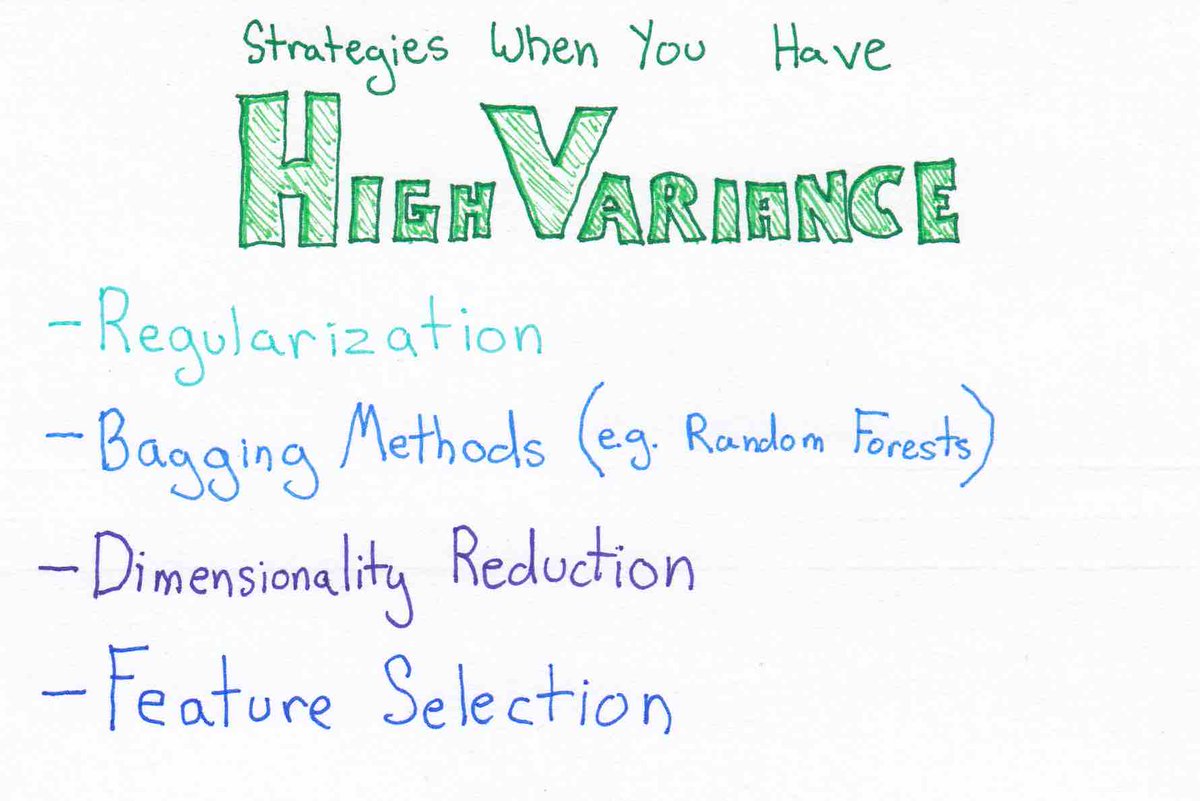 Strategies When You Have
HIGH VARIANCE
- Regularization
- Bagging Methods (e.g. Random Forests)
- Dimensionality Reduction
- Feature Selection